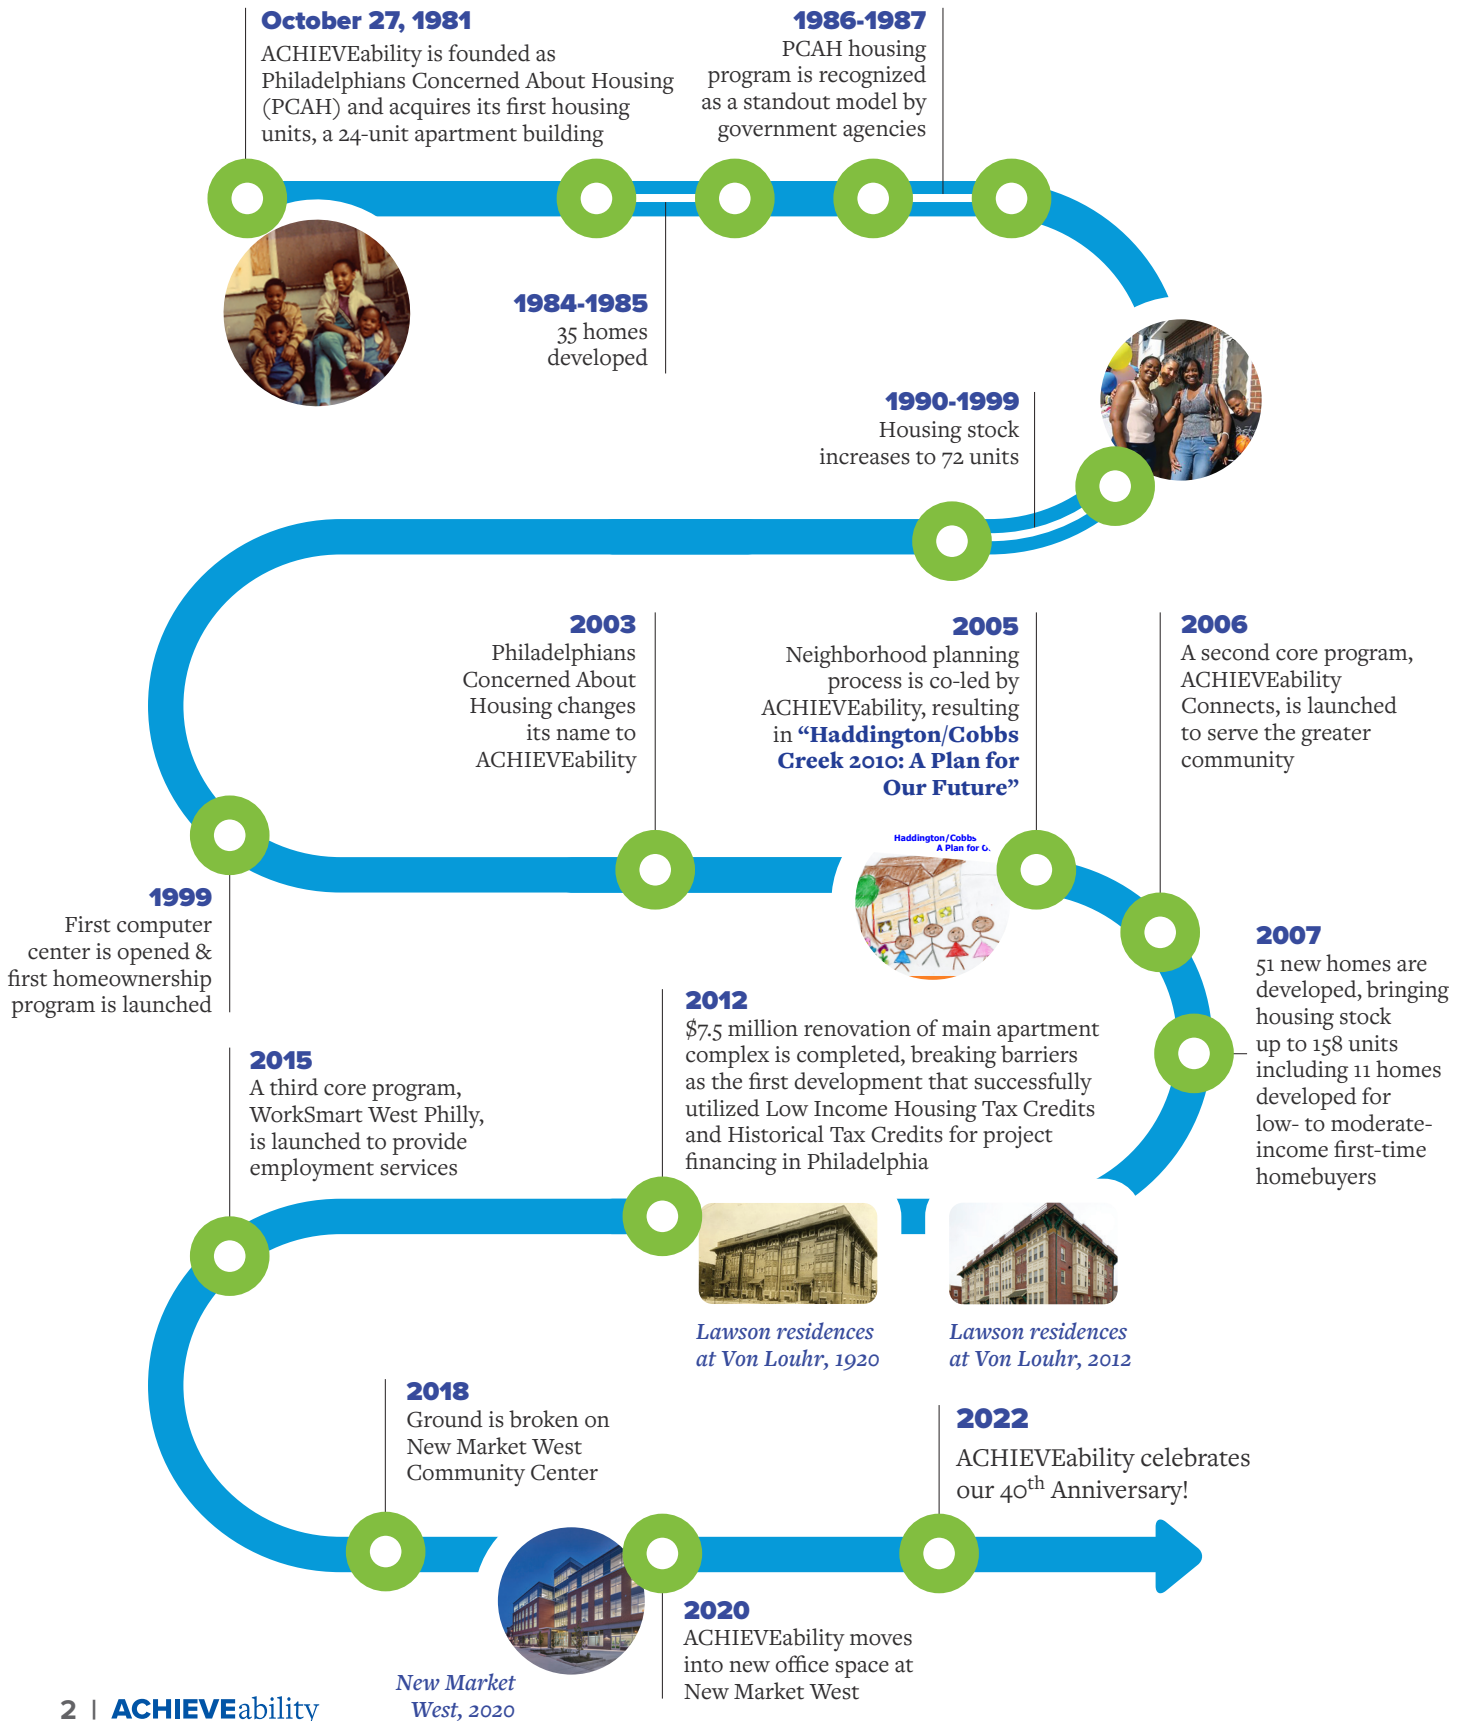 October 27, 1981
ACHIEVEability is founded as
Philadelphians Concerned About Housing
(PCAH) and acquires its first housing
units, a 24-unit apartment building
1986-1987
PCAH housing
program is recognized
as a standout model by
government agencies
1984-1985
35 homes
developed
1990-1999
Housing stock
increases to 72 units
2003
Philadelphians
Concerned About
Housing changes
its name to
ACHIEVEability
2005
Neighborhood planning
process is co-led by
ACHIEVEability, resulting
in “Haddington/Cobbs
Creek 2010: A Plan for
Our Future”
2006
A second core program,
ACHIEVEability
Connects, is launched
to serve the greater
community
Haddington/Cobbs
A Plan for
1999
First computer
center is opened &
first homeownership
program is launched
2007
51 new homes are
developed, bringing
housing stock
up to 158 units
including 11 homes
developed for
low- to moderate-
income first-time
homebuyers
2012
$7.5 million renovation of main apartment
complex is completed, breaking barriers
as the first development that successfully
utilized Low Income Housing Tax Credits
and Historical Tax Credits for project
financing in Philadelphia
2015
A third core program,
WorkSmart West Philly,
is launched to provide
employment services
Lawson residences
at Von Louhr, 1920
Lawson residences
at Von Louhr, 2012
2018
Ground is broken on
New Market West
Community Center
2022
ACHIEVEability celebrates
our 40th Anniversary!
2020
ACHIEVEability moves
into new office space at
New Market West
New Market
West, 2020
2 | ACHIEVEability